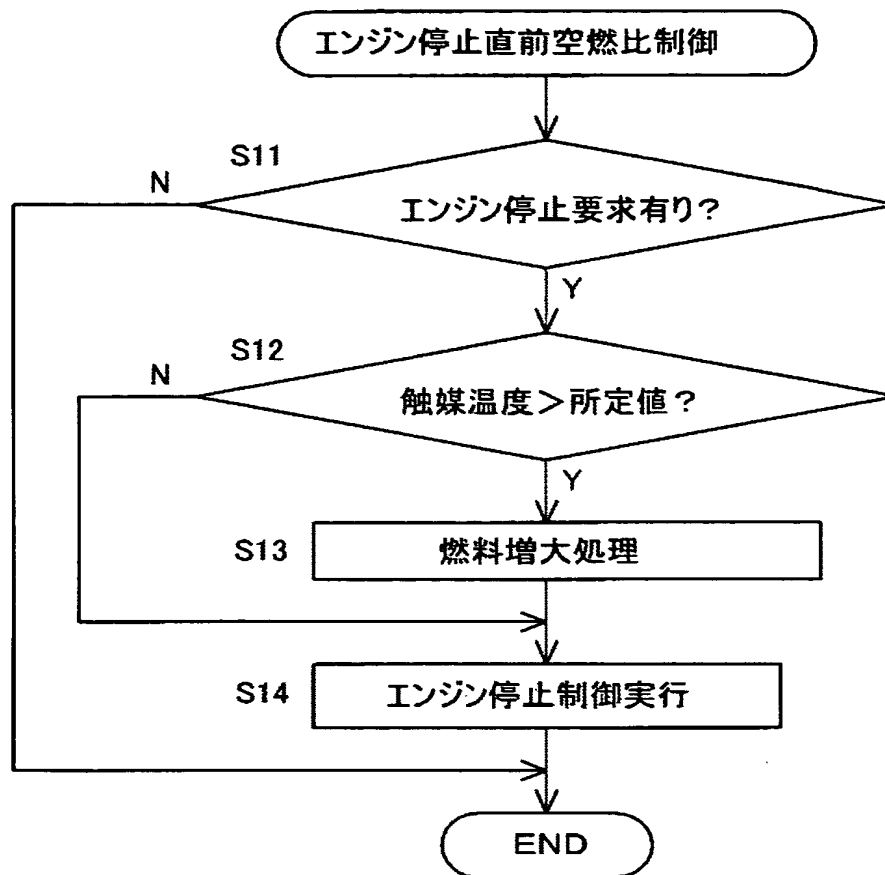 エンジン停止直前空燃比制御
S11
N
エンジン停止要求有り?
Y
S12
N
触媒温度>所定値?
Y
S13
燃料増大処理
S14
エンジン停止制御実行
END